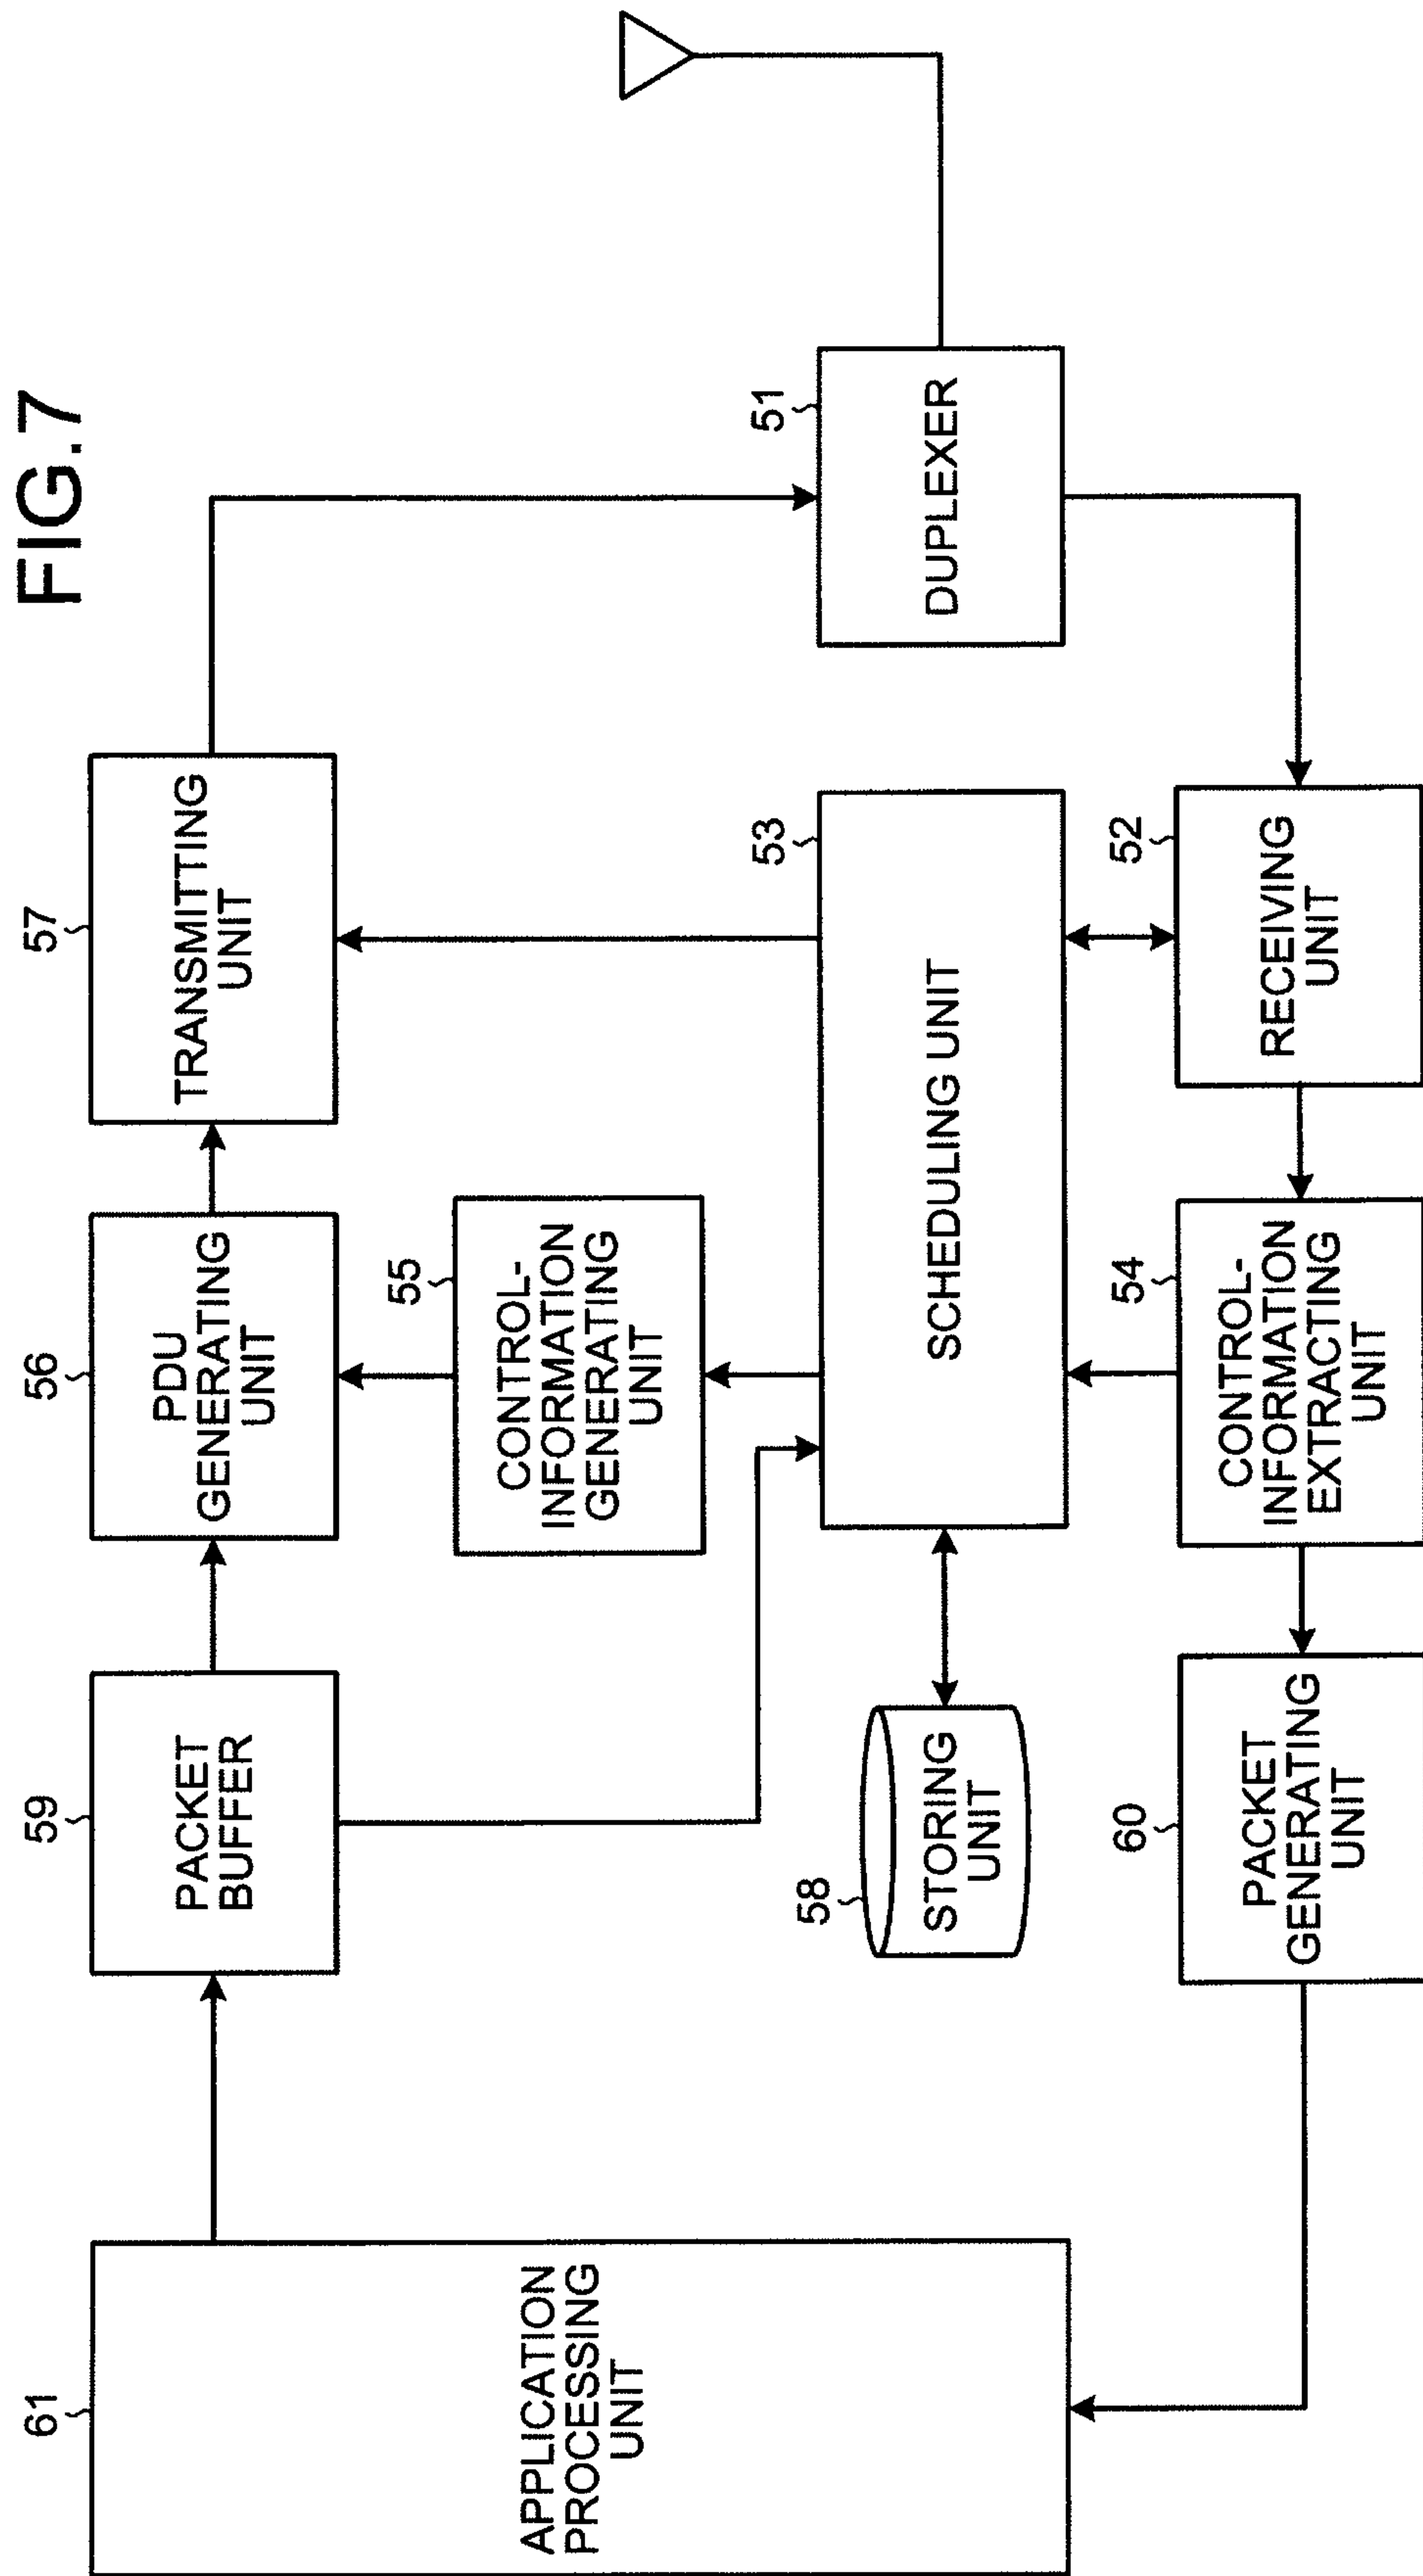 FIG.7
61
APPLICATION
PROCESSING
UNIT
59
PACKET
BUFFER
56
PDU
GENERATING
UNIT
57
TRANSMITTING
UNIT
55
CONTROL-
INFORMATION
GENERATING
UNIT
58
STORING
UNIT
53
SCHEDULING UNIT
51
DUPLEXER
60
PACKET
GENERATING
UNIT
54
CONTROL-
INFORMATION
EXTRACTING
UNIT
52
RECEIVING
UNIT